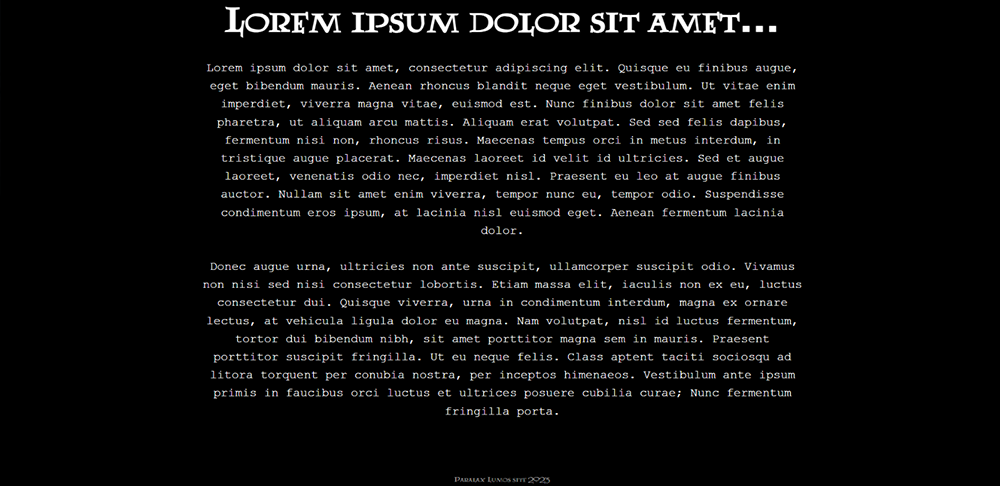 Lorem ipsum dolor sit amet...
Lorem ipsum dolor sit amet, consectetur adipiscing elit. Quisque eu finibus augue,
eget bibendum mauris. Aenean rhoncus blandit neque eget vestibulum. Ut vitae enim
imperdiet, viverra magna vitae, euismod est. Nunc finibus dolor sit amet felis
pharetra, ut aliquam arcu mattis. Aliquam erat volutpat. Sed sed felis dapibus,
fermentum nisi non, rhoncus risus. Maecenas tempus orci in metus interdum, in
tristique augue placerat. Maecenas laoreet id velit id ultricies. Sed et augue
laoreet, venenatis odio nec, imperdiet nisl. Praesent eu leo at augue finibus
auctor. Nullam sit amet enim viverra, tempor nunc eu, tempor odio. Suspendisse
condimentum eros ipsum, at lacinia nisl euismod eget. Aenean fermentum lacinia
dolor.
Donec augue urna, ultricies non ante suscipit, ullamcorper suscipit odio. Vivamus
non nisi sed nisi consectetur lobortis. Etiam massa elit, iaculis non ex eu, luctus
consectetur dui. Quisque viverra, urna in condimentum interdum, magna ex ornare
lectus, at vehicula ligula dolor eu magna. Nam volutpat, nisl id luctus fermentum,
tortor dui bibendum nibh, sit amet porttitor magna sem in mauris. Praesent
porttitor suscipit fringilla. Ut eu neque felis. Class aptent taciti sociosqu ad
litora torquent per conubia nostra, per inceptos himenaeos. Vestibulum ante ipsum
primis in faucibus orci luctus et ultrices posuere cubilia curae; Nunc fermentum
fringilla porta.
Paralax Lumos site 2023